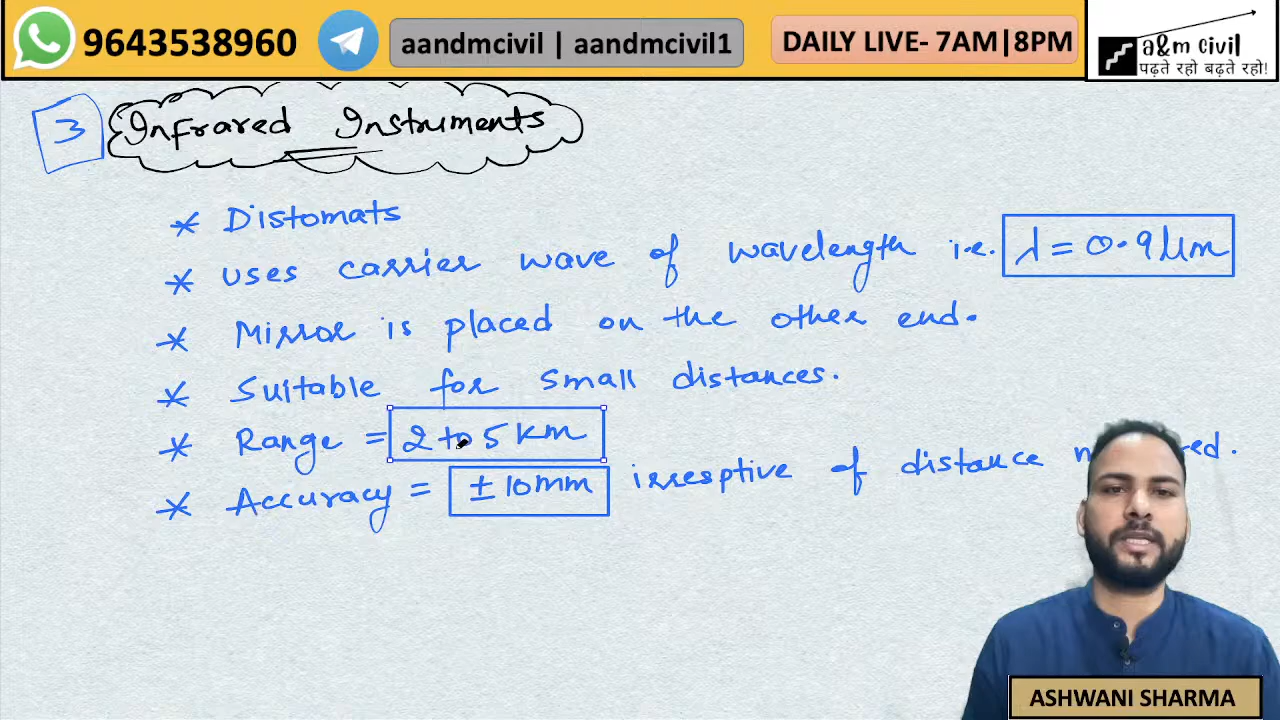 9643538960
aandmcivil | aandmcivil1
DAILY LIVE- 7AM|8PM
a&m civil
पढ़ते रहो बढ़ते रहो!
3
Infrared Instruments
* Distomats
* uses carrier wave of wavelength i.e. λ = 0.9 μm
* Mirror is placed on the other end.
* Suitable for small distances.
* Range = 2 to 5 km
* Accuracy = ±10mm irresptive of distance
ASHWANI SHARMA